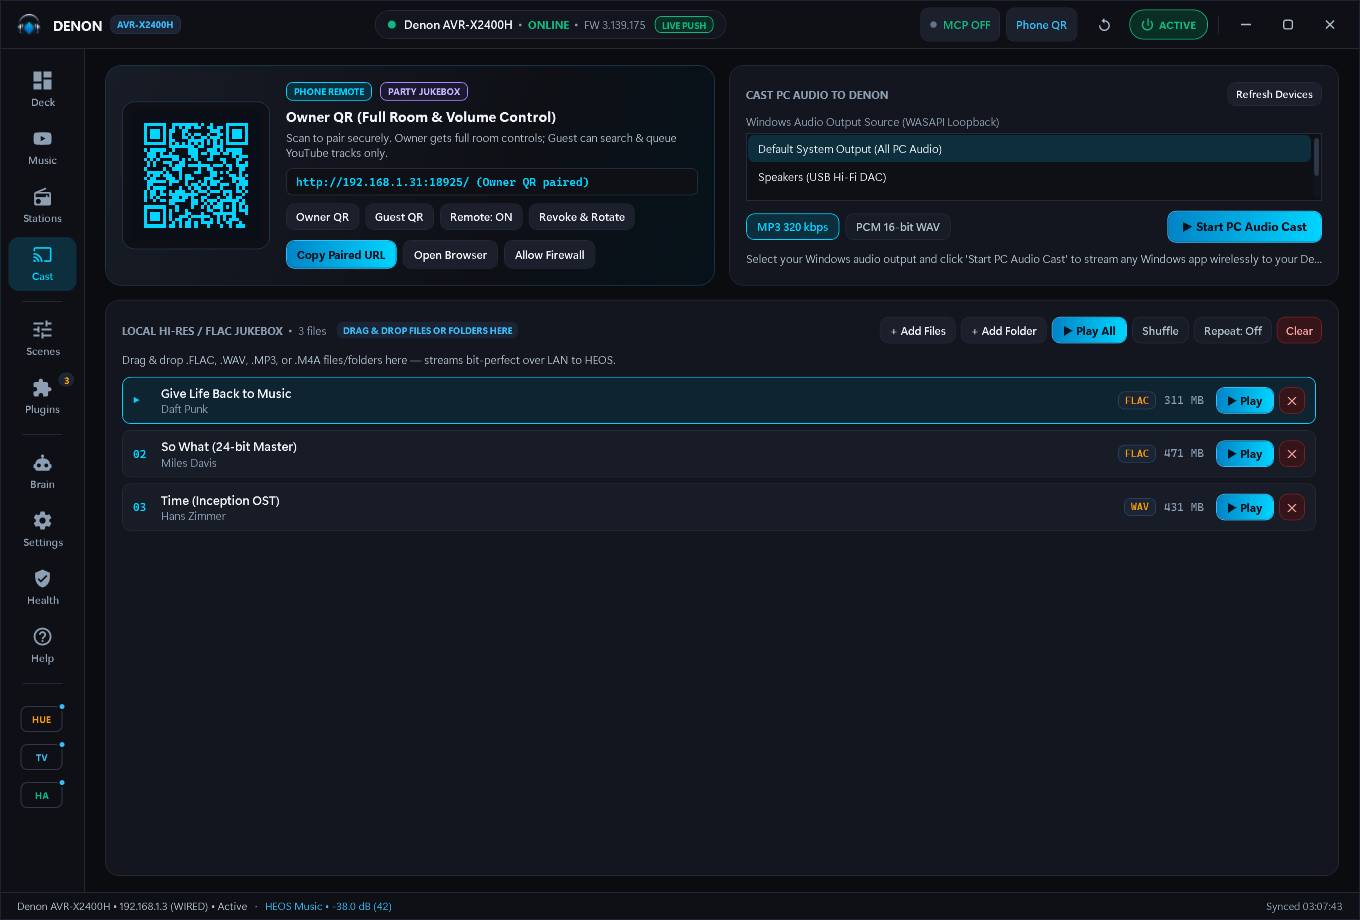 DENON AVR-X2400H
Denon AVR-X2400H • ONLINE • FW 3.139.175 LIVE PUSH
MCP OFF
Phone QR
ACTIVE
Deck
Music
Stations
Cast
Scenes
Plugins 3
Brain
Settings
Health
Help
HUE
TV
HA
PHONE REMOTE PARTY JUKEBOX
Owner QR (Full Room & Volume Control)
Scan to pair securely. Owner gets full room controls; Guest can search & queue
YouTube tracks only.
http://192.168.1.31:18925/ (Owner QR paired)
Owner QR Guest QR Remote: ON Revoke & Rotate
Copy Paired URL Open Browser Allow Firewall
CAST PC AUDIO TO DENON Refresh Devices
Windows Audio Output Source (WASAPI Loopback)
Default System Output (All PC Audio)
Speakers (USB Hi-Fi DAC)
MP3 320 kbps PCM 16-bit WAV ▶ Start PC Audio Cast
Select your Windows audio output and click 'Start PC Audio Cast' to stream any Windows app wirelessly to your De...
LOCAL HI-RES / FLAC JUKEBOX • 3 files DRAG & DROP FILES OR FOLDERS HERE
+ Add Files + Add Folder ▶ Play All Shuffle Repeat: Off Clear
Drag & drop .FLAC, .WAV, .MP3, or .M4A files/folders here — streams bit-perfect over LAN to HEOS.
▶ Give Life Back to Music
Daft Punk
FLAC 311 MB ▶ Play ✕
02 So What (24-bit Master)
Miles Davis
FLAC 471 MB ▶ Play ✕
03 Time (Inception OST)
Hans Zimmer
WAV 431 MB ▶ Play ✕
Denon AVR-X2400H • 192.168.1.3 (WIRED) • Active · HEOS Music • -38.0 dB (42)
Synced 03:07:43